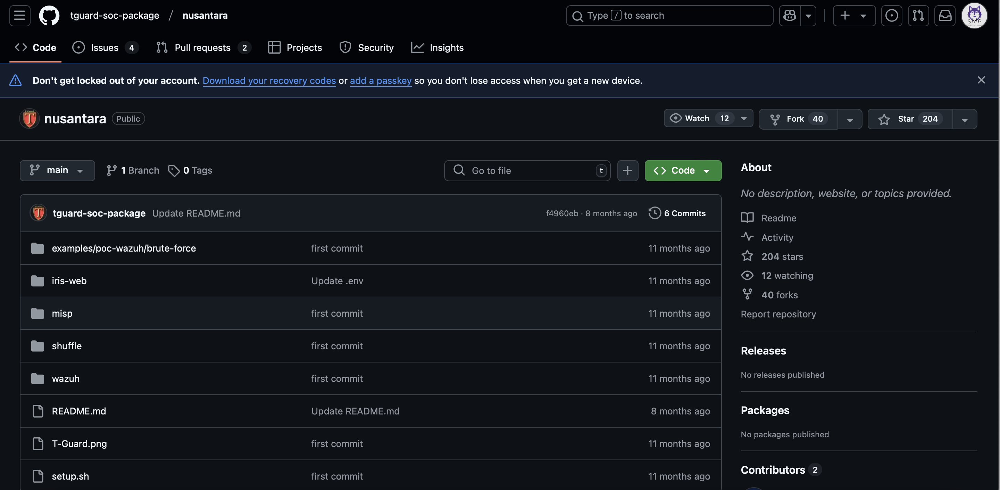 tguard-soc-package / nusantara
Type / to search
Code
Issues 4
Pull requests 2
Projects
Security
Insights
Don't get locked out of your account. Download your recovery codes or add a passkey so you don't lose access when you get a new device.
nusantara Public
Watch 12
Fork 40
Star 204
main
1 Branch
0 Tags
Go to file t
Code
tguard-soc-package Update README.md f4960eb · 8 months ago 6 Commits
examples/poc-wazuh/brute-force first commit 11 months ago
iris-web Update .env 11 months ago
misp first commit 11 months ago
shuffle first commit 11 months ago
wazuh first commit 11 months ago
README.md Update README.md 8 months ago
T-Guard.png first commit 11 months ago
setup.sh first commit 11 months ago
About
No description, website, or topics provided.
Readme
Activity
204 stars
12 watching
40 forks
Report repository
Releases
No releases published
Packages
No packages published
Contributors 2
SMP
T
T